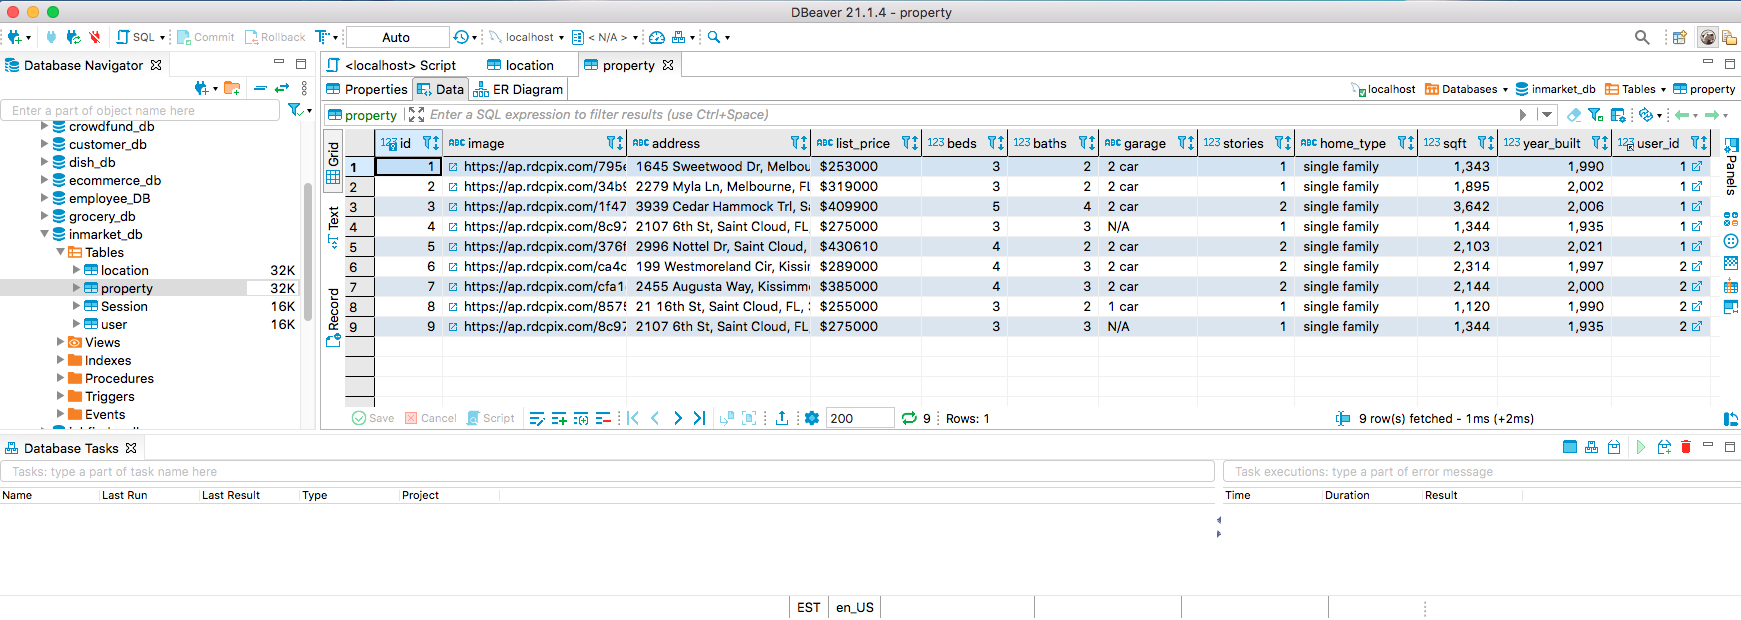 DBeaver 21.1.4 - property
SQL Commit Rollback Auto localhost < N/A >
Database Navigator
<localhost> Script location property
Properties Data ER Diagram
localhost Databases inmarket_db Tables property
Enter a part of object name here
property Enter a SQL expression to filter results (use Ctrl+Space)
crowdfund_db
customer_db
dish_db
ecommerce_db
employee_DB
grocery_db
inmarket_db
Tables
location 32K
property 32K
Session 16K
user 16K
Views
Indexes
Procedures
Triggers
Events
Grid
Text
Record
123 id ABC image ABC address ABC list_price 123 beds 123 baths ABC garage 123 stories ABC home_type 123 sqft 123 year_built 123 user_id
1 1 https://ap.rdcpix.com/795e 1645 Sweetwood Dr, Melbou $253000 3 2 2 car 1 single family 1,343 1,990 1
2 2 https://ap.rdcpix.com/34b9 2279 Myla Ln, Melbourne, FL $319000 3 2 2 car 1 single family 1,895 2,002 1
3 3 https://ap.rdcpix.com/1f47 3939 Cedar Hammock Trl, Sa $409900 5 4 2 car 2 single family 3,642 2,006 1
4 4 https://ap.rdcpix.com/8c97 2107 6th St, Saint Cloud, FL $275000 3 3 N/A 1 single family 1,344 1,935 1
5 5 https://ap.rdcpix.com/376f 2996 Nottel Dr, Saint Cloud, $430610 4 2 2 car 2 single family 2,103 2,021 1
6 6 https://ap.rdcpix.com/ca4c 199 Westmoreland Cir, Kissin $289000 4 3 2 car 2 single family 2,314 1,997 2
7 7 https://ap.rdcpix.com/cfa1 2455 Augusta Way, Kissimm $385000 4 3 2 car 2 single family 2,144 2,000 2
8 8 https://ap.rdcpix.com/8575 21 16th St, Saint Cloud, FL, $255000 3 2 1 car 1 single family 1,120 1,990 2
9 9 https://ap.rdcpix.com/8c97 2107 6th St, Saint Cloud, FL $275000 3 3 N/A 1 single family 1,344 1,935 2
Panels
Save Cancel Script 200 9 Rows: 1 9 row(s) fetched - 1ms (+2ms)
Database Tasks
Tasks: type a part of task name here
Task executions: type a part of error message
Name Last Run Last Result Type Project
Time Duration Result
EST en_US